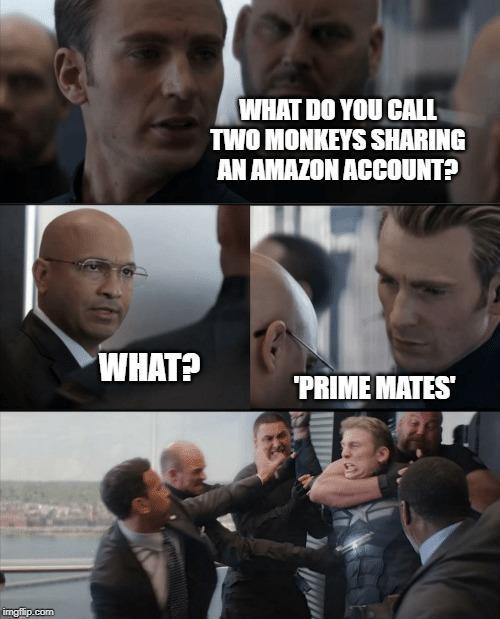 WHAT DO YOU CALL
TWO MONKEYS SHARING
AN AMAZON ACCOUNT?
WHAT?
'PRIME MATES'
imgflip.com